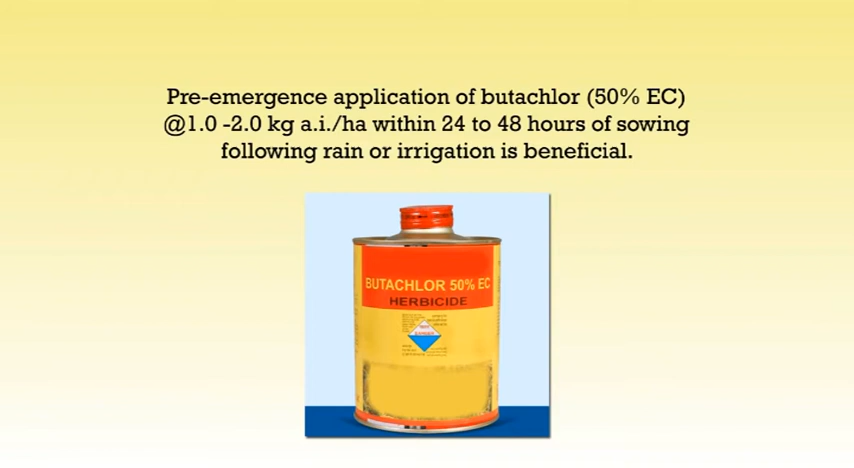 Pre-emergence application of butachlor (50% EC)
@1.0 -2.0 kg a.i./ha within 24 to 48 hours of sowing
following rain or irrigation is beneficial.
BUTACHLOR 50% EC
HERBICIDE